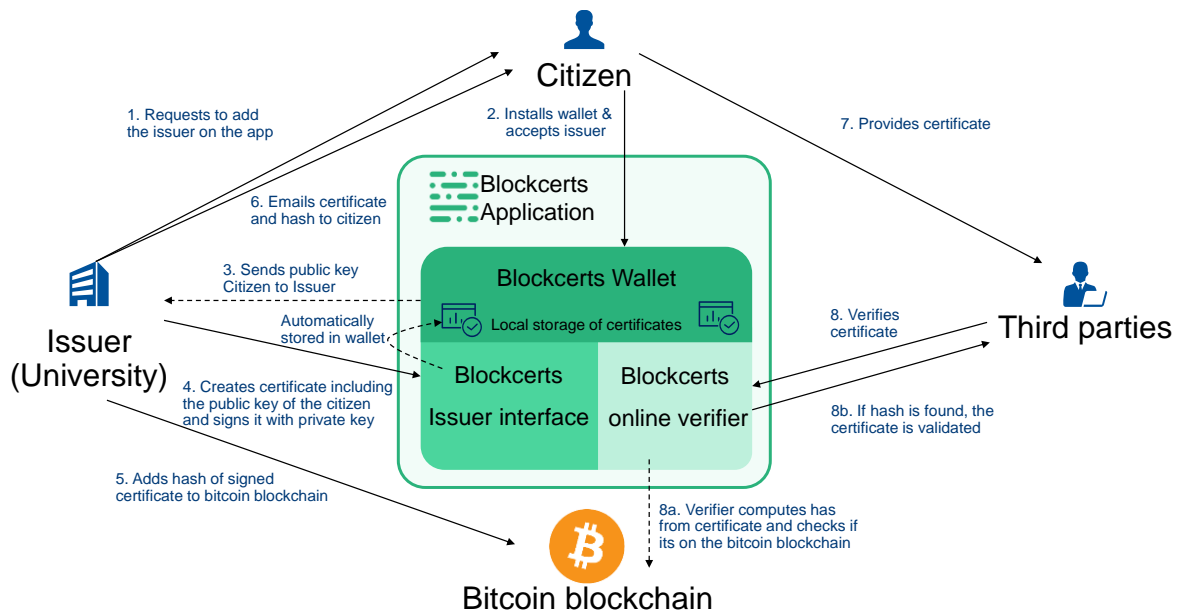 Citizen
1. Requests to add
the issuer on the app
2. Installs wallet &
accepts issuer
7. Provides certificate
Blockcerts
Application
6. Emails certificate
and hash to citizen
3. Sends public key
Citizen to Issuer
Blockcerts Wallet
Automatically
stored in wallet
Local storage of certificates
Issuer
(University)
8. Verifies
certificate
Third parties
4. Creates certificate including
the public key of the citizen
and signs it with private key
Blockcerts
Issuer interface
Blockcerts
online verifier
8b. If hash is found, the
certificate is validated
5. Adds hash of signed
certificate to bitcoin blockchain
8a. Verifier computes has
from certificate and checks if
its on the bitcoin blockchain
Bitcoin blockchain